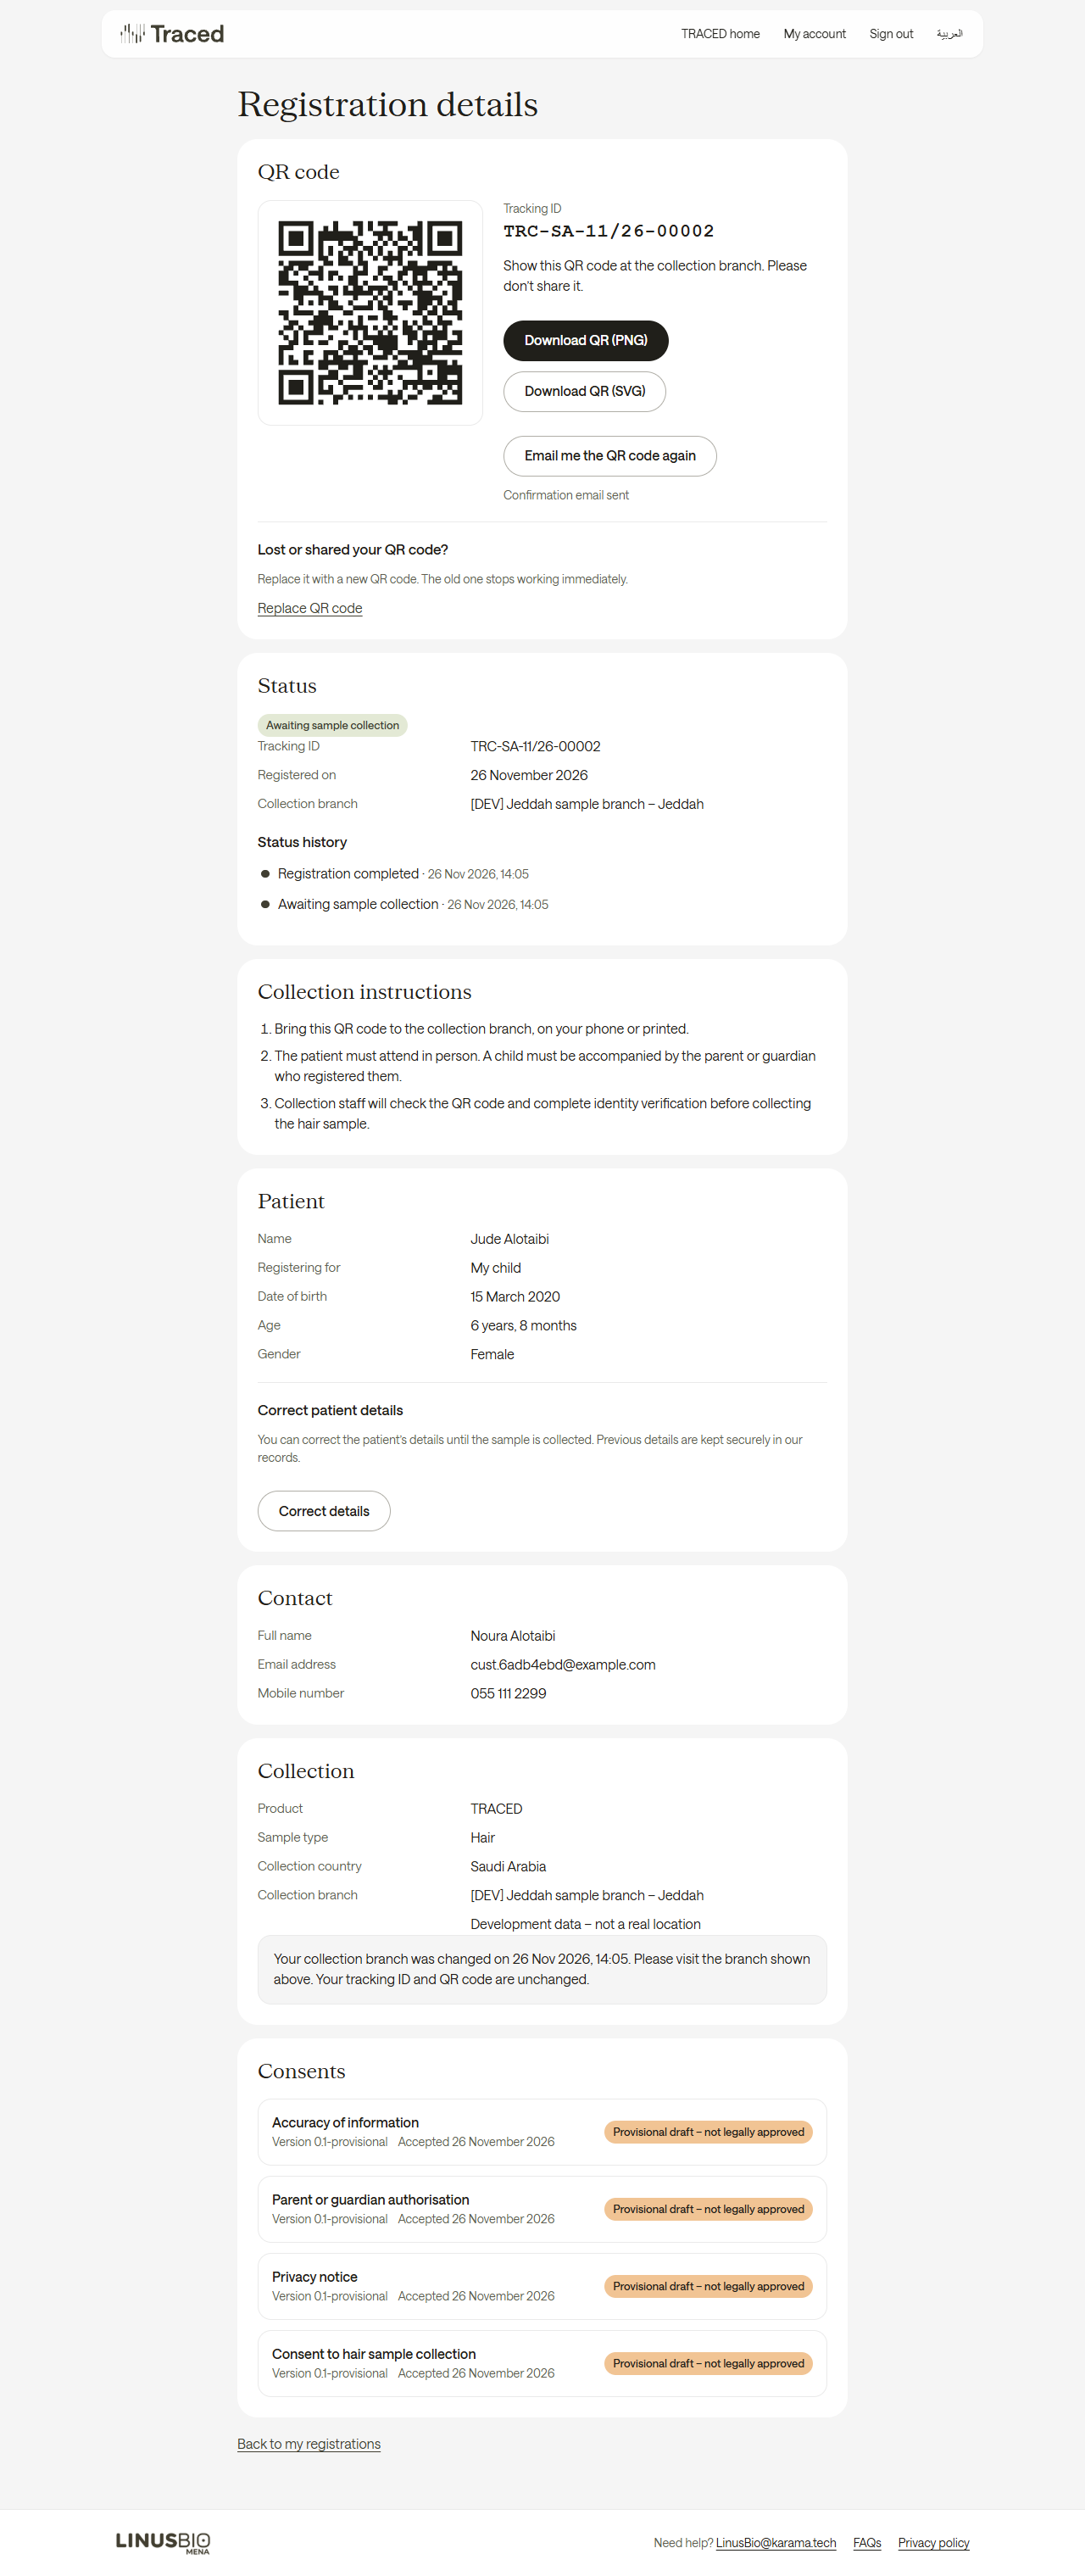 Traced
TRACED home
My account
Sign out
العربية
Registration details
QR code
Tracking ID
TRC-SA-11/26-00002
Show this QR code at the collection branch. Please
don't share it.
Download QR (PNG)
Download QR (SVG)
Email me the QR code again
Confirmation email sent
Lost or shared your QR code?
Replace it with a new QR code. The old one stops working immediately.
Replace QR code
Status
Awaiting sample collection
Tracking ID TRC-SA-11/26-00002
Registered on 26 November 2026
Collection branch [DEV] Jeddah sample branch – Jeddah
Status history
Registration completed · 26 Nov 2026, 14:05
Awaiting sample collection · 26 Nov 2026, 14:05
Collection instructions
1. Bring this QR code to the collection branch, on your phone or printed.
2. The patient must attend in person. A child must be accompanied by the parent or guardian
who registered them.
3. Collection staff will check the QR code and complete identity verification before collecting
the hair sample.
Patient
Name Jude Alotaibi
Registering for My child
Date of birth 15 March 2020
Age 6 years, 8 months
Gender Female
Correct patient details
You can correct the patient's details until the sample is collected. Previous details are kept securely in our
records.
Correct details
Contact
Full name Noura Alotaibi
Email address cust.6adb4ebd@example.com
Mobile number 055 111 2299
Collection
Product TRACED
Sample type Hair
Collection country Saudi Arabia
Collection branch [DEV] Jeddah sample branch – Jeddah
Development data – not a real location
Your collection branch was changed on 26 Nov 2026, 14:05. Please visit the branch shown
above. Your tracking ID and QR code are unchanged.
Consents
Accuracy of information
Version 0.1-provisional Accepted 26 November 2026
Provisional draft – not legally approved
Parent or guardian authorisation
Version 0.1-provisional Accepted 26 November 2026
Provisional draft – not legally approved
Privacy notice
Version 0.1-provisional Accepted 26 November 2026
Provisional draft – not legally approved
Consent to hair sample collection
Version 0.1-provisional Accepted 26 November 2026
Provisional draft – not legally approved
Back to my registrations
LINUSBIO
MENA
Need help? LinusBio@karama.tech
FAQs
Privacy policy